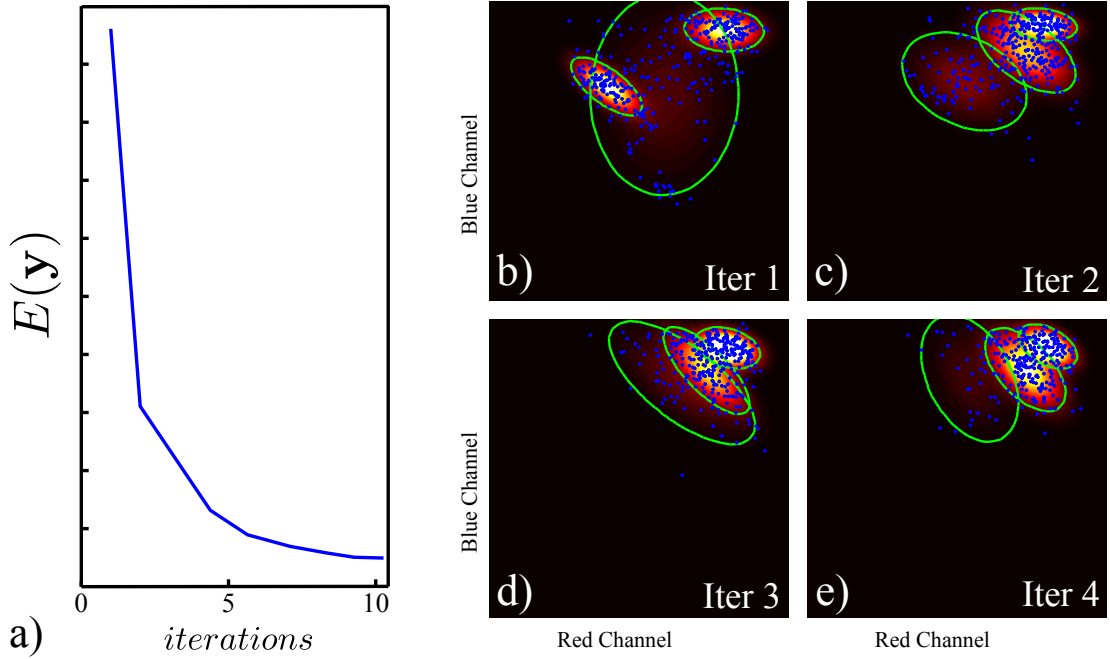 E(y)
0 5 10
iterations
a)
Blue Channel
b) Iter 1
c) Iter 2
Blue Channel
d) Iter 3
e) Iter 4
Red Channel
Red Channel